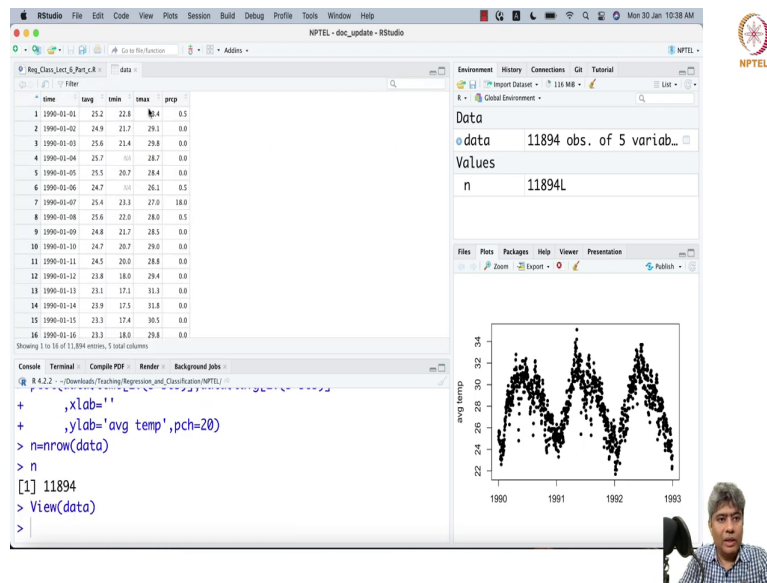 RStudio File Edit Code View Plots Session Build Debug Profile Tools Window Help Mon 30 Jan 10:38 AM
NPTEL - doc_update - RStudio
NPTEL
Go to file/function Addins NPTEL
Reg_Class_Lect_6_Part_c.R data
Filter
time tavg tmin tmax prcp
1 1990-01-01 25.2 22.8 .4 0.5
2 1990-01-02 24.9 21.7 29.1 0.0
3 1990-01-03 25.6 21.4 29.8 0.0
4 1990-01-04 25.7 NA 28.7 0.0
5 1990-01-05 25.5 20.7 28.4 0.0
6 1990-01-06 24.7 NA 26.1 0.5
7 1990-01-07 25.4 23.3 27.0 18.0
8 1990-01-08 25.6 22.0 28.0 0.5
9 1990-01-09 24.8 21.7 28.5 0.0
10 1990-01-10 24.7 20.7 29.0 0.0
11 1990-01-11 24.5 20.0 28.8 0.0
12 1990-01-12 23.8 18.0 29.4 0.0
13 1990-01-13 23.1 17.1 31.3 0.0
14 1990-01-14 23.9 17.5 31.8 0.0
15 1990-01-15 23.3 17.4 30.5 0.0
16 1990-01-16 23.3 18.0 29.8 0.0
Showing 1 to 16 of 11,894 entries, 5 total columns
Console Terminal Compile PDF Render Background Jobs
R 4.2.2 · ~/Downloads/Teaching/Regression_and_Classification/NPTEL/
+ ,xlab=''
+ ,ylab='avg temp',pch=20)
> n=nrow(data)
> n
[1] 11894
> View(data)
>
Environment History Connections Git Tutorial
Import Dataset 116 MiB List
R Global Environment
Data
data 11894 obs. of 5 variab…
Values
n 11894L
Files Plots Packages Help Viewer Presentation
Zoom Export Publish
avg temp
34
32
30
28
26
24
22
1990 1991 1992 1993